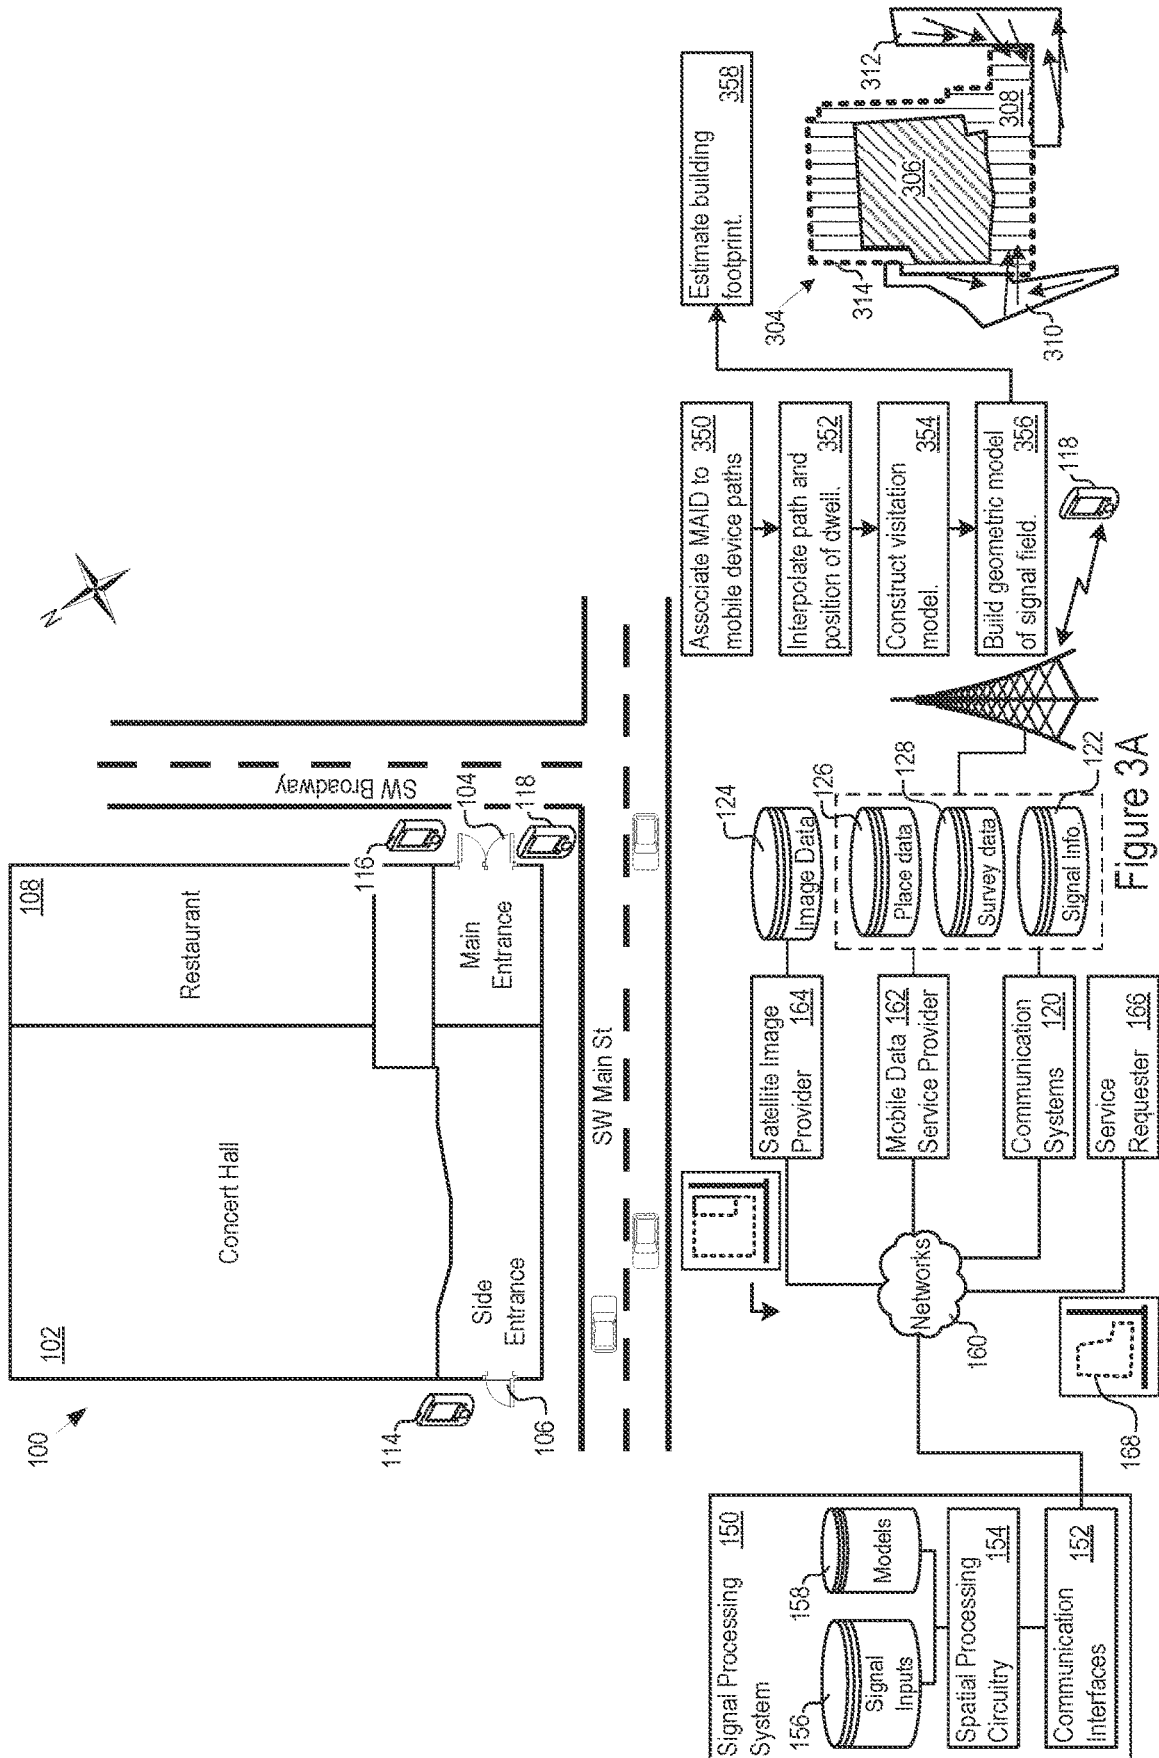 100
102
Concert Hall
Restaurant
108
Side
Entrance
Main
Entrance
114
106
116
104
118
SW Broadway
SW Main St
N
Signal Processing 150
System
156
158
Signal
Inputs
Models
Spatial Processing
Circuitry 154
Communication
Interfaces 152
Networks
160
168
Satellite Image
Provider 164
Mobile Data 162
Service Provider
Communication
Systems 120
Service
Requester 166
124
Image Data
126
Place data
128
Survey data
122
Signal Info.
118
Associate MAID to 350
mobile device paths
Interpolate path and
position of dwell. 352
Construct visitation
model. 354
Build geometric model
of signal field. 356
Estimate building
footprint. 358
304
306
308
310
312
314
Figure 3A